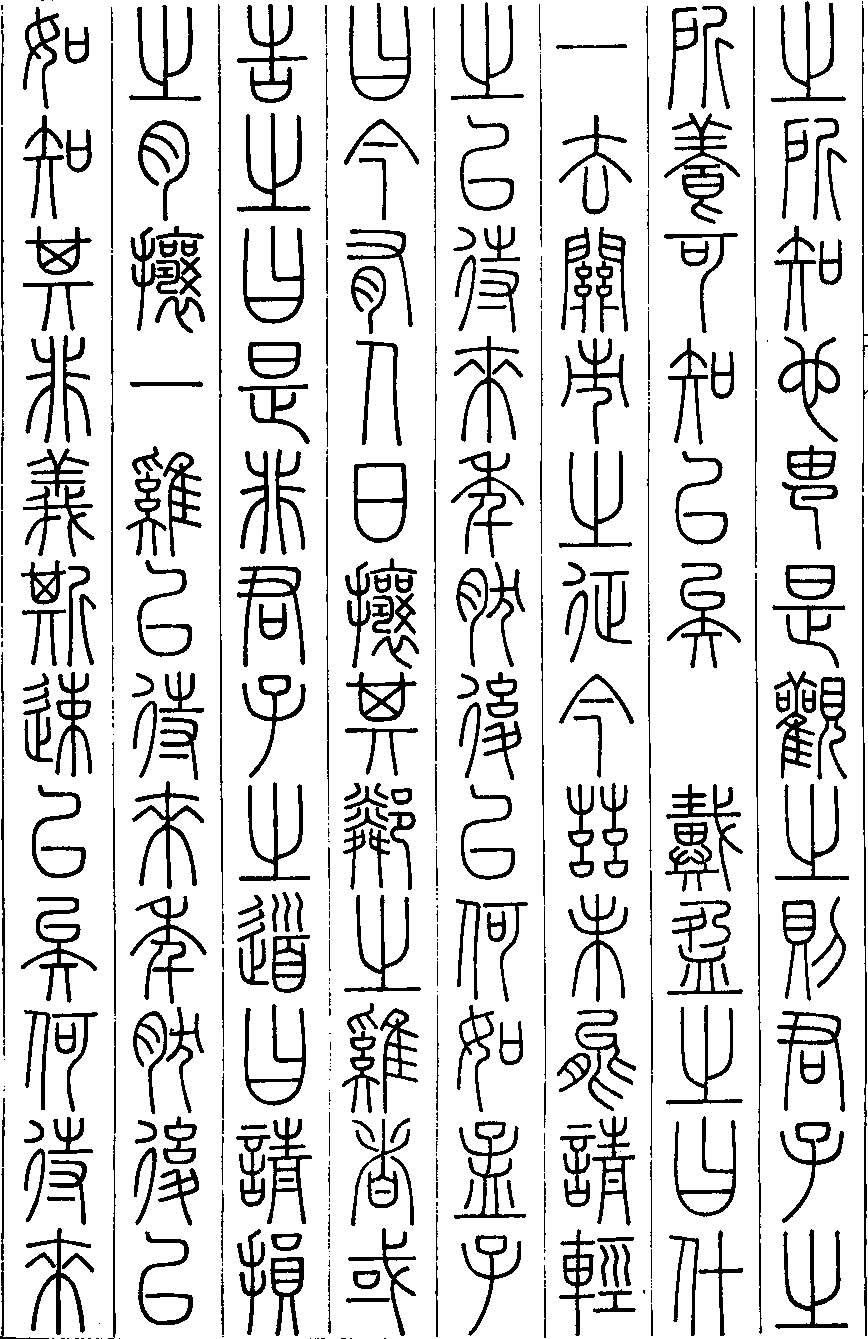 之所知也由是觀之則君子之
所養可知已矣　戴盈之曰什
一去關市之征今茲未能請輕
之以待來年然後已何如孟子
曰今有人日攘其鄰之雞者或
告之曰是非君子之道曰請損
之月攘一雞以待來年然後已
如知其非義斯速已矣何待來